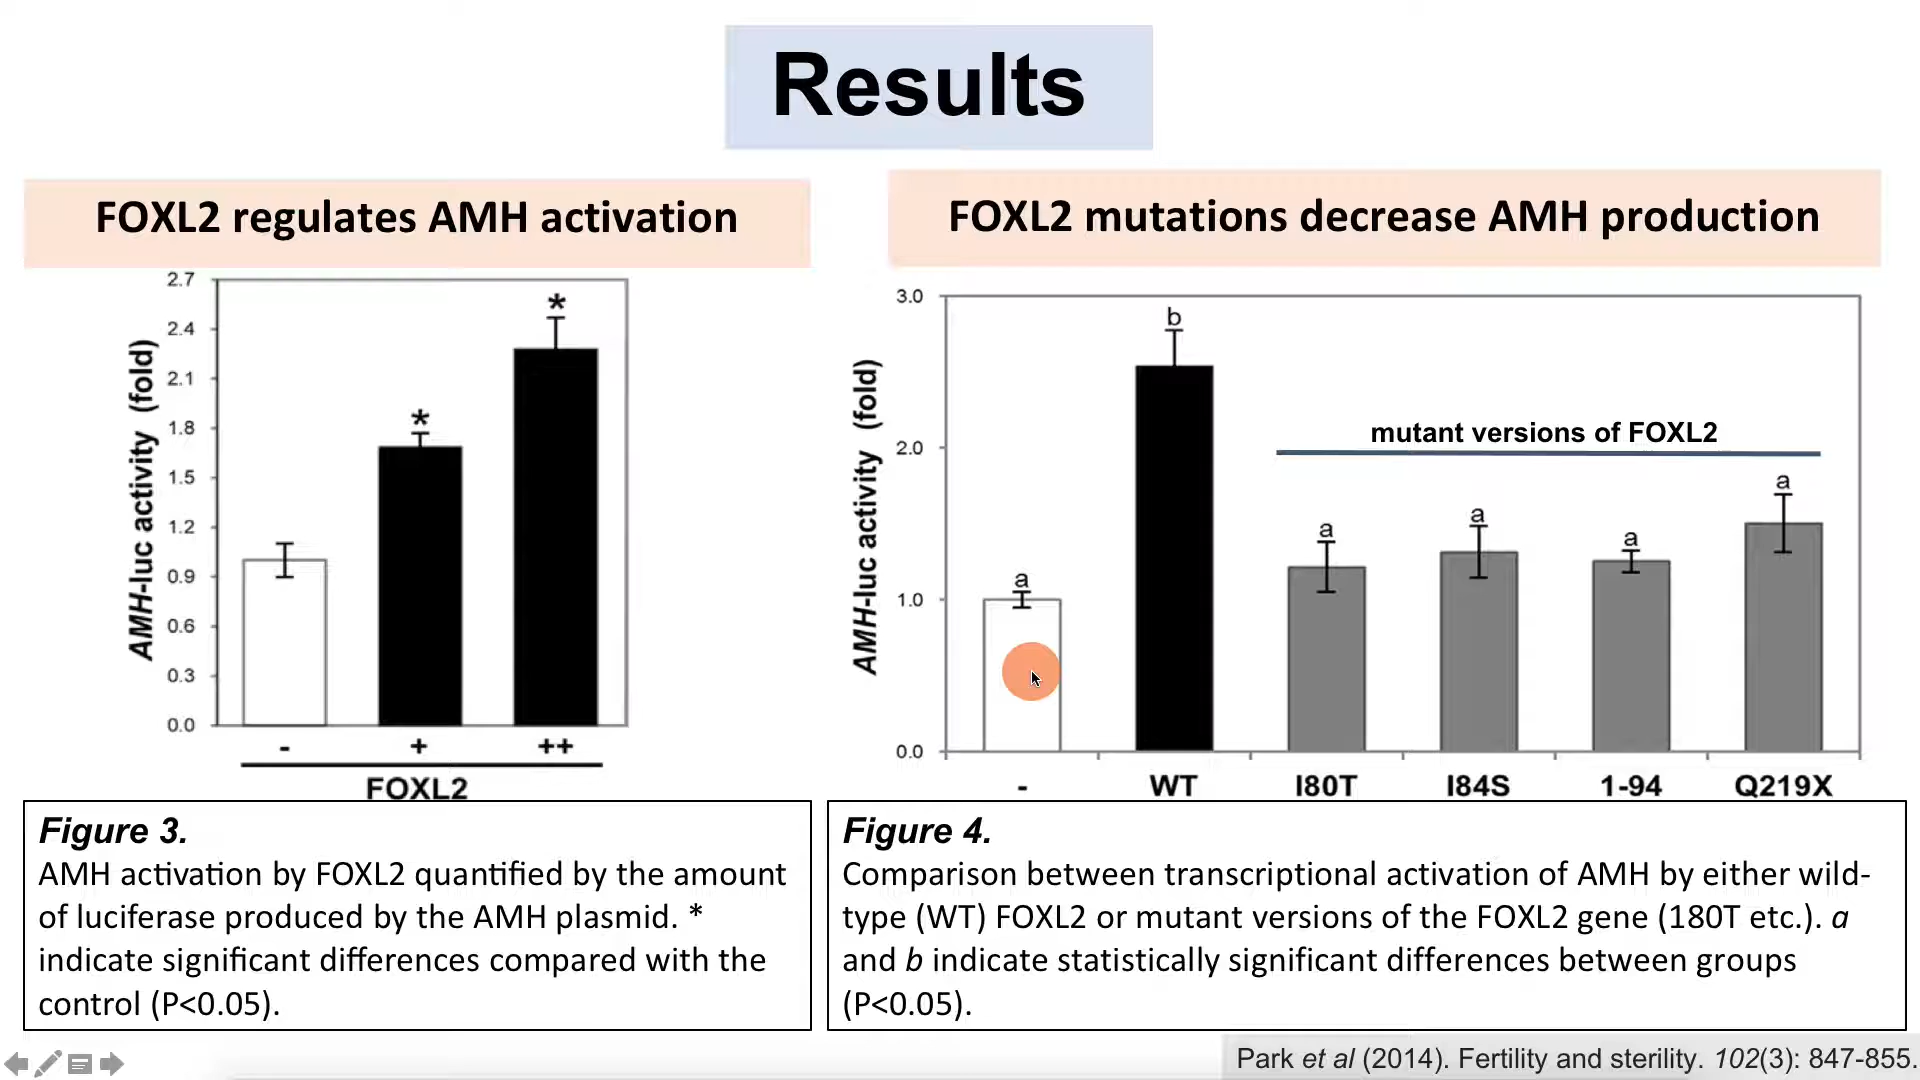 Results
FOXL2 regulates AMH activation
2.7
2.4
2.1
1.8
1.5
1.2
0.9
0.6
0.3
0.0
AMH-luc activity (fold)
*
*
- + ++
FOXL2
Figure 3.
AMH activation by FOXL2 quantified by the amount
of luciferase produced by the AMH plasmid. *
indicate significant differences compared with the
control (P<0.05).
FOXL2 mutations decrease AMH production
3.0
2.0
1.0
0.0
AMH-luc activity (fold)
mutant versions of FOXL2
a
b
a
a
a
a
- WT I80T I84S 1-94 Q219X
Figure 4.
Comparison between transcriptional activation of AMH by either wild-
type (WT) FOXL2 or mutant versions of the FOXL2 gene (180T etc.). a
and b indicate statistically significant differences between groups
(P<0.05).
Park et al (2014). Fertility and sterility. 102(3): 847-855.